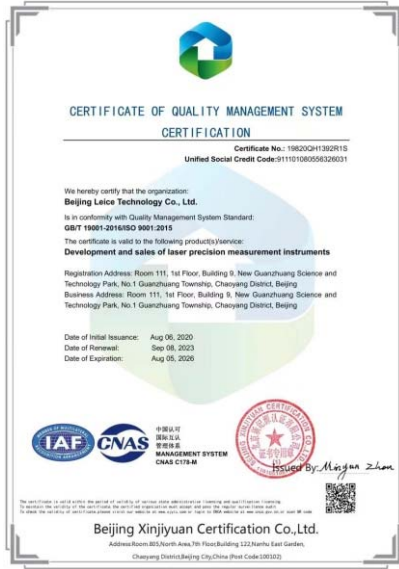 CERTIFICATE OF QUALITY MANAGEMENT SYSTEM
CERTIFICATION
Certificate No.: 19820QH1392R1S
Unified Social Credit Code:911101080556326031
We hereby certify that the organization:
Beijing Leico Technology Co., Ltd.
Is in conformity with Quality Management System Standard:
GB/T 19001-2016/ISO 9001:2015
The certificate is valid to the following product(s)/service:
Development and sales of laser precision measurement instruments
Registration Address: Room 111, 1st Floor, Building 9, New Guanzhuang Science and
Technology Park, No.1 Guanzhuang Township, Chaoyang District, Beijing
Business Address: Room 111, 1st Floor, Building 9, New Guanzhuang Science and
Technology Park, No.1 Guanzhuang Township, Chaoyang District, Beijing
Date of Initial Issuance: Aug 06, 2020
Date of Renewal: Sep 08, 2023
Date of Expiration: Aug 05, 2026
IAF
CNAS
中国认可
国际互认
管理体系
MANAGEMENT SYSTEM
CNAS C178-M
证书专用章
Issued By: Mingyun Zhan
Beijing Xinjiyuan Certification Co.,Ltd.
Address:Room 805,North Area,7th Floor,Building 122,Nanhu East Garden,
Chaoyang District,Beijing City,China (Post Code:100102)